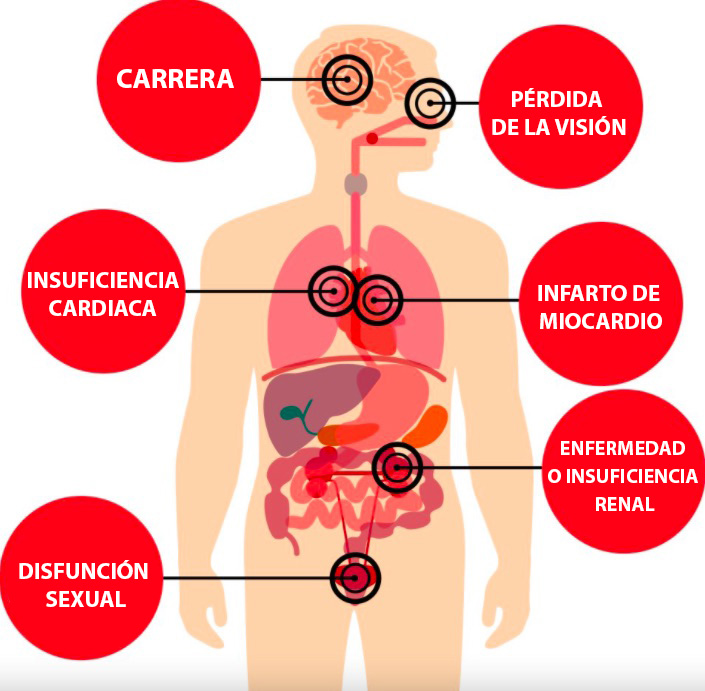 CARRERA
PÉRDIDA
DE LA VISIÓN
INSUFICIENCIA
CARDIACA
INFARTO DE
MIOCARDIO
ENFERMEDAD
O INSUFICIENCIA
RENAL
DISFUNCIÓN
SEXUAL